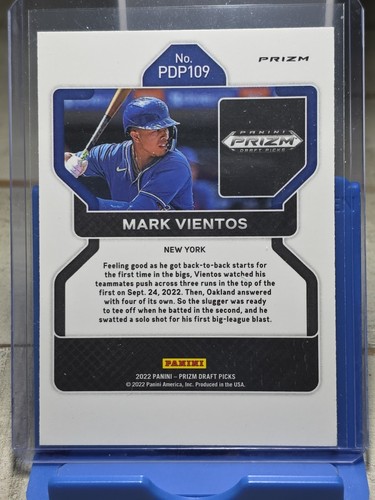 No.
PDP109
PRIZM
PANINI
PRIZM
DRAFT PICKS
MARK VIENTOS
NEW YORK
Feeling good as he got back-to-back starts for
the first time in the bigs, Vientos watched his
teammates push across three runs in the top of the
first on Sept. 24, 2022. Then, Oakland answered
with four of its own. So the slugger was ready
to tee off when he batted in the second, and he
swatted a solo shot for his first big-league blast.
PANINI
2022 PANINI – PRIZM DRAFT PICKS
© 2022 Panini America, Inc. Produced in the USA.